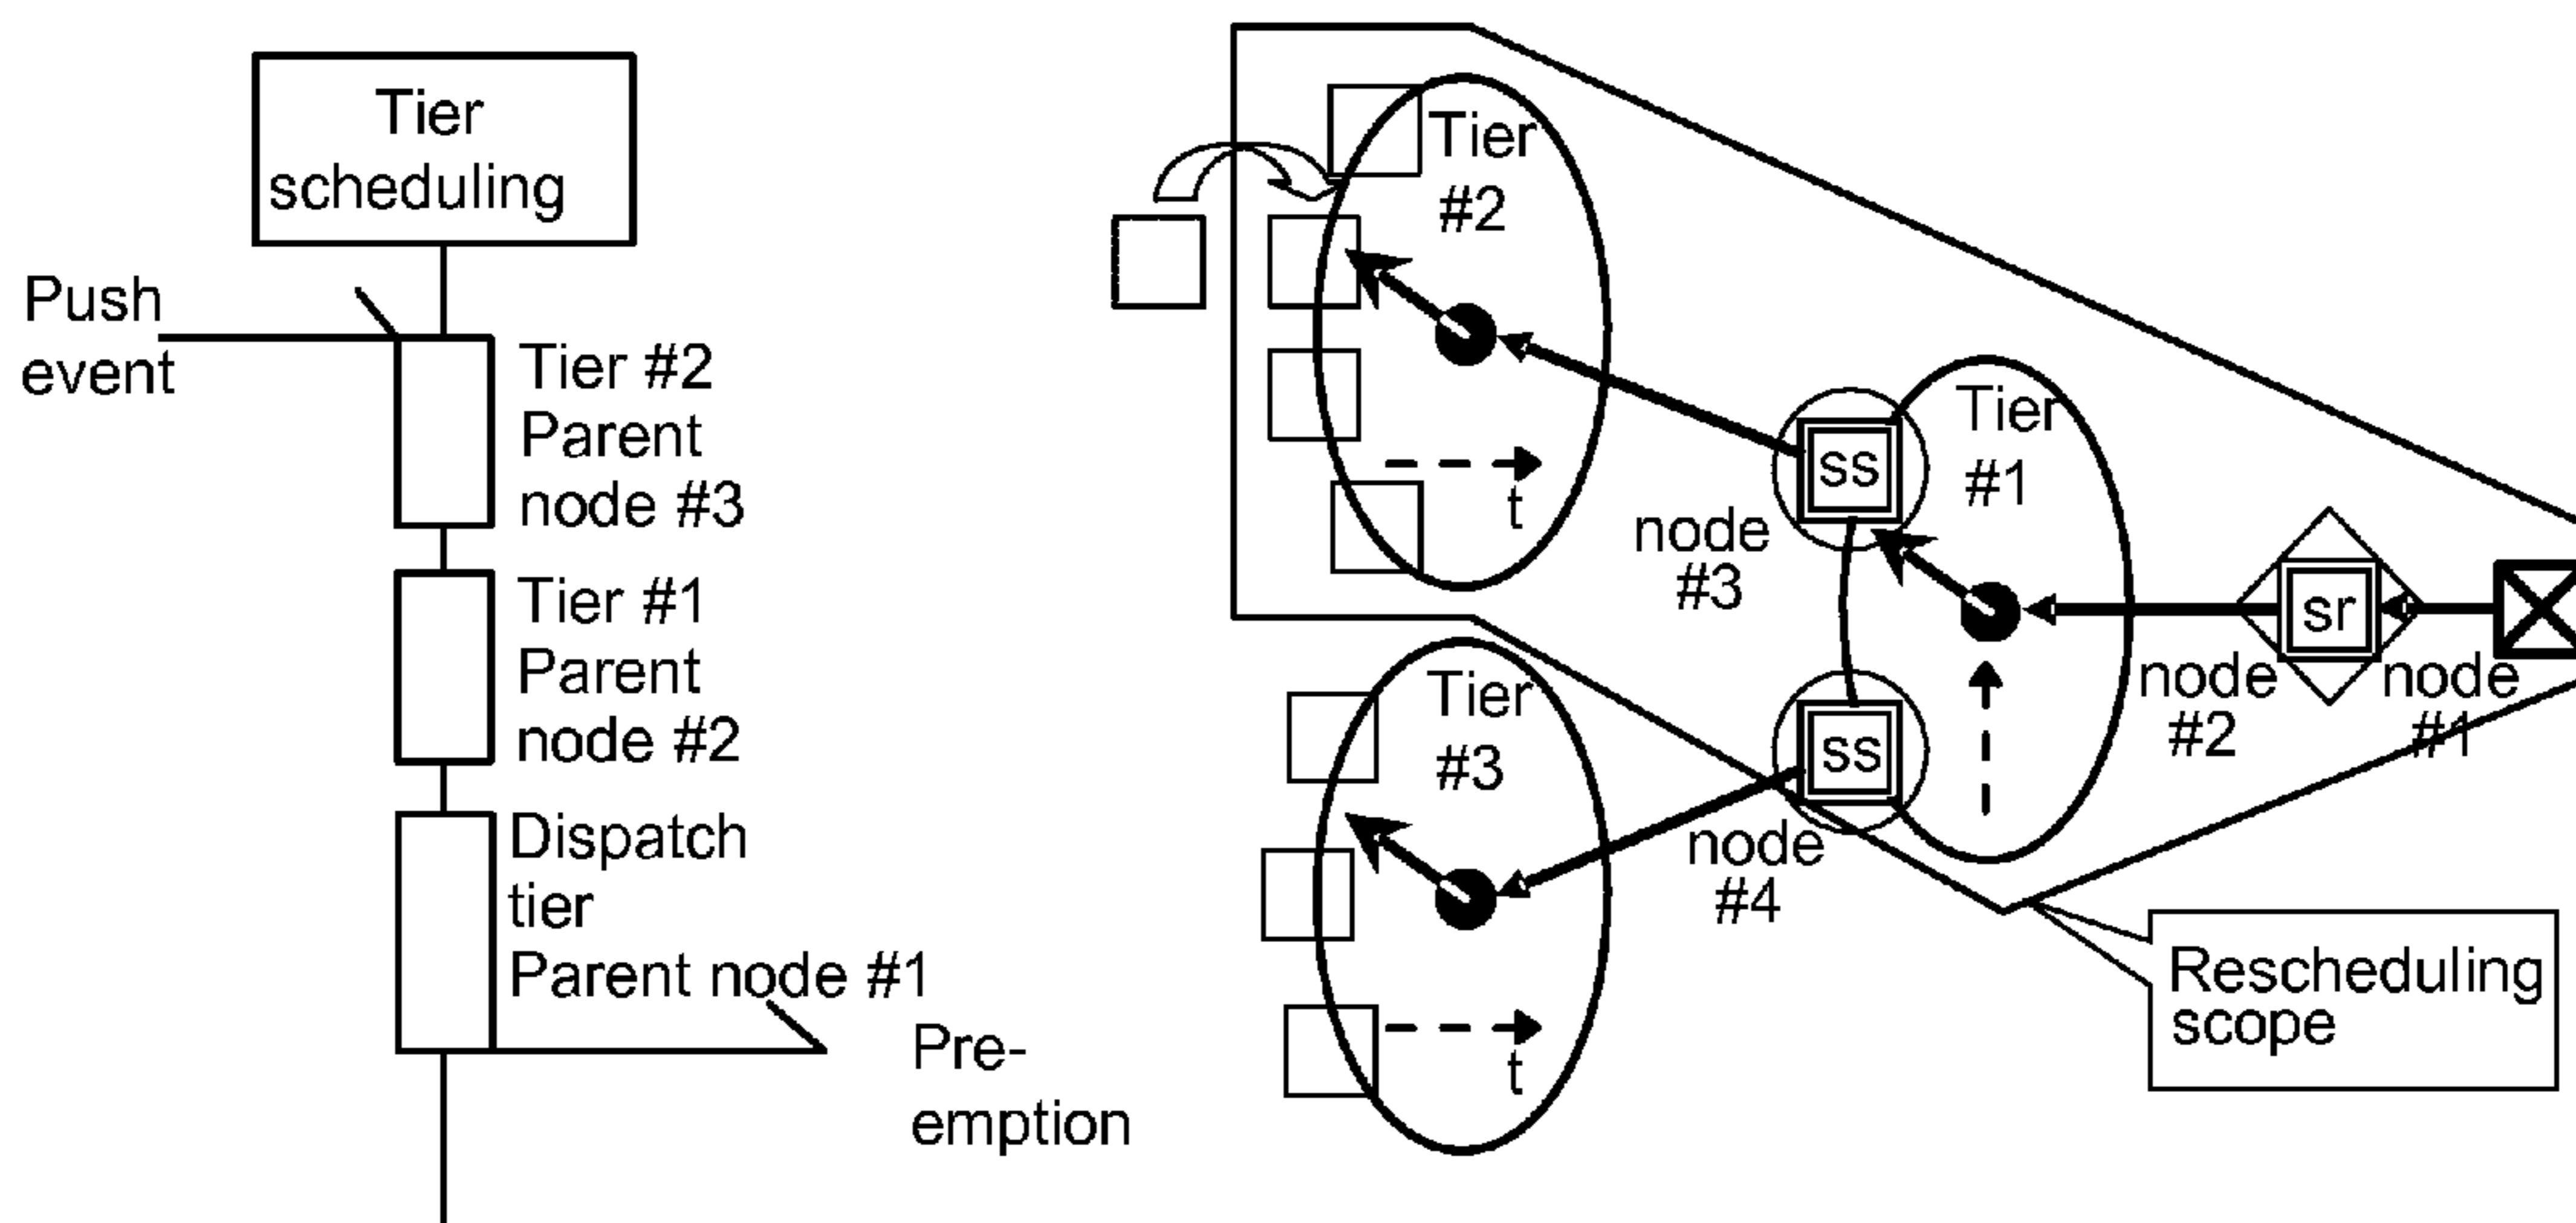 Tier
scheduling
Push
event
Tier #2
Parent
node #3
Tier #1
Parent
node #2
Dispatch
tier
Parent node #1
Pre-
emption
Tier
#2
t
node
#3
ss
Tier
#1
ss
node
#4
Tier
#3
t
sr
node
#2
node
#1
Rescheduling
scope